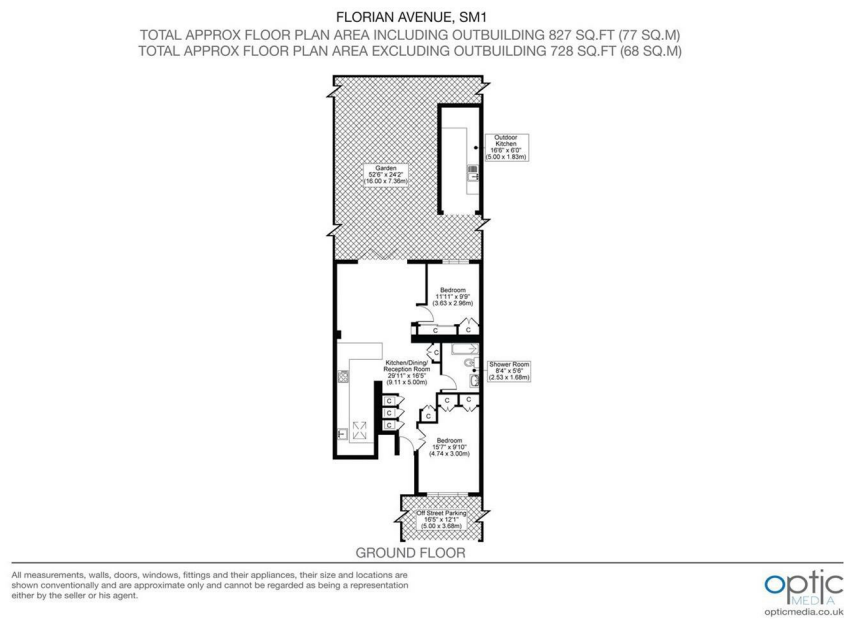 FLORIAN AVENUE, SM1
TOTAL APPROX FLOOR PLAN AREA INCLUDING OUTBUILDING 827 SQ.FT (77 SQ.M)
TOTAL APPROX FLOOR PLAN AREA EXCLUDING OUTBUILDING 728 SQ.FT (68 SQ.M)
Outdoor
Kitchen
16'6" x 6'0"
(5.00 x 1.83m)
Garden
52'6" x 24'2"
(16.00 x 7.36m)
Bedroom
11'11" x 9'9"
(3.63 x 2.96m)
C
C
C
Kitchen/Dining/
Reception Room
29'11" x 16'5"
(9.11 x 5.00m)
Shower Room
8'4" x 5'6"
(2.53 x 1.68m)
C
C
C
C
C
C
Bedroom
15'7" x 9'10"
(4.74 x 3.00m)
Off Street Parking
16'5" x 12'1"
(5.00 x 3.68m)
GROUND FLOOR
All measurements, walls, doors, windows, fittings and their appliances, their size and locations are
shown conventionally and are approximate only and cannot be regarded as being a representation
either by the seller or his agent.
optic
MEDIA
opticmedia.co.uk